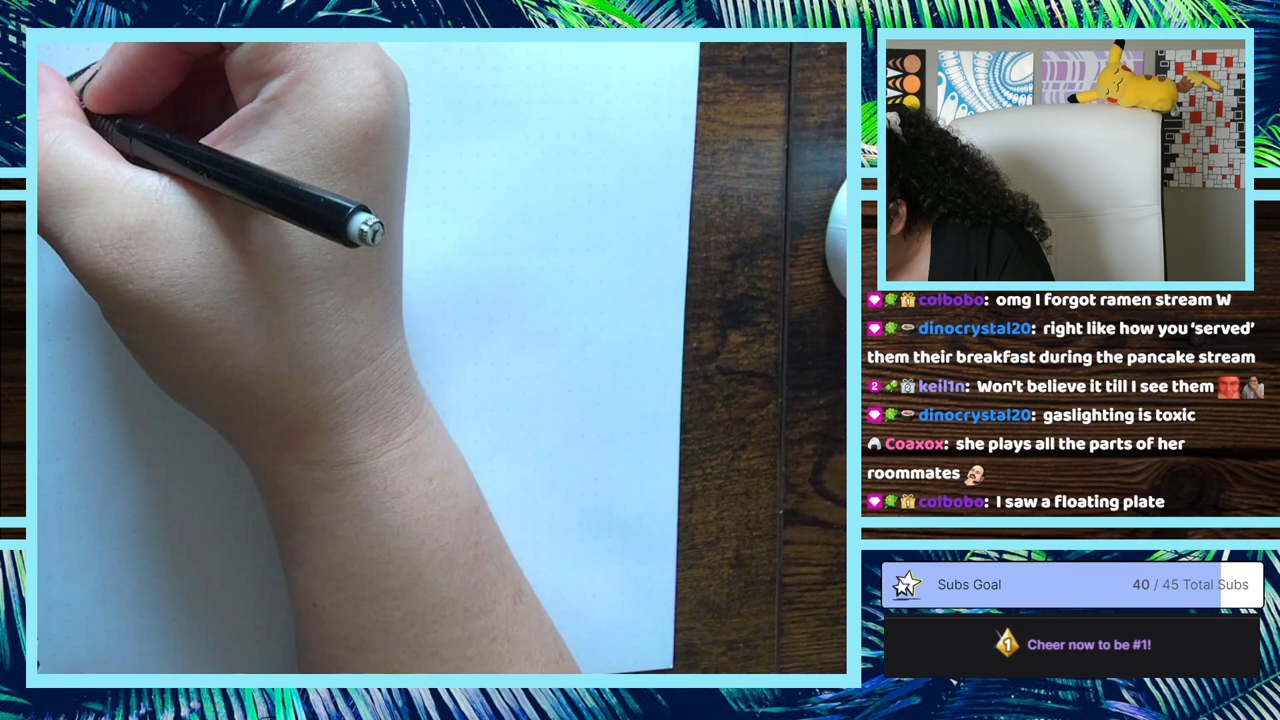 colbobo: omg I forgot ramen stream W
dinocrystal20: right like how you ‘served’
them their breakfast during the pancake stream
2 keil1n: Won't believe it till I see them
dinocrystal20: gaslighting is toxic
Coaxox: she plays all the parts of her
roommates
colbobo: I saw a floating plate
Subs Goal 40 / 45 Total Subs
1 Cheer now to be #1!